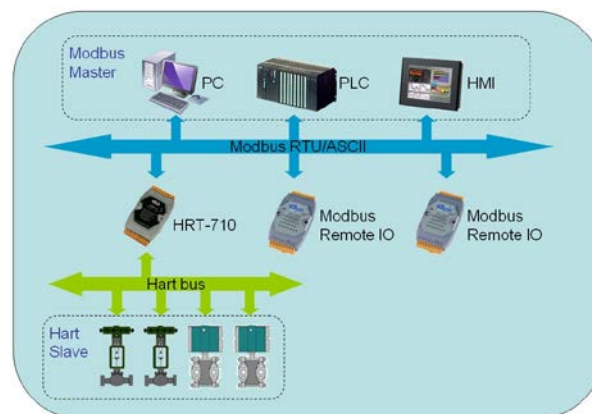 Modbus
Master
PC
PLC
HMI
Modbus RTU/ASCII
HRT-710
Modbus
Remote IO
Modbus
Remote IO
Hart bus
Hart
Slave